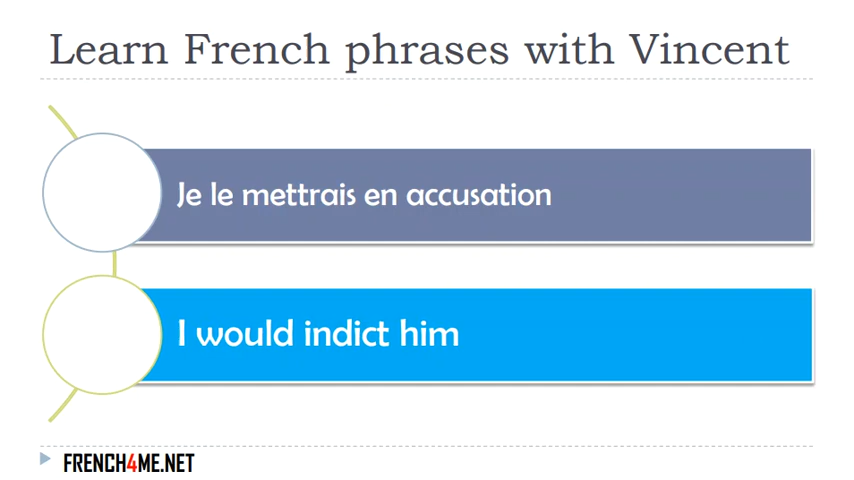 Learn French phrases with Vincent
Je le mettrais en accusation
I would indict him
FRENCH4ME.NET